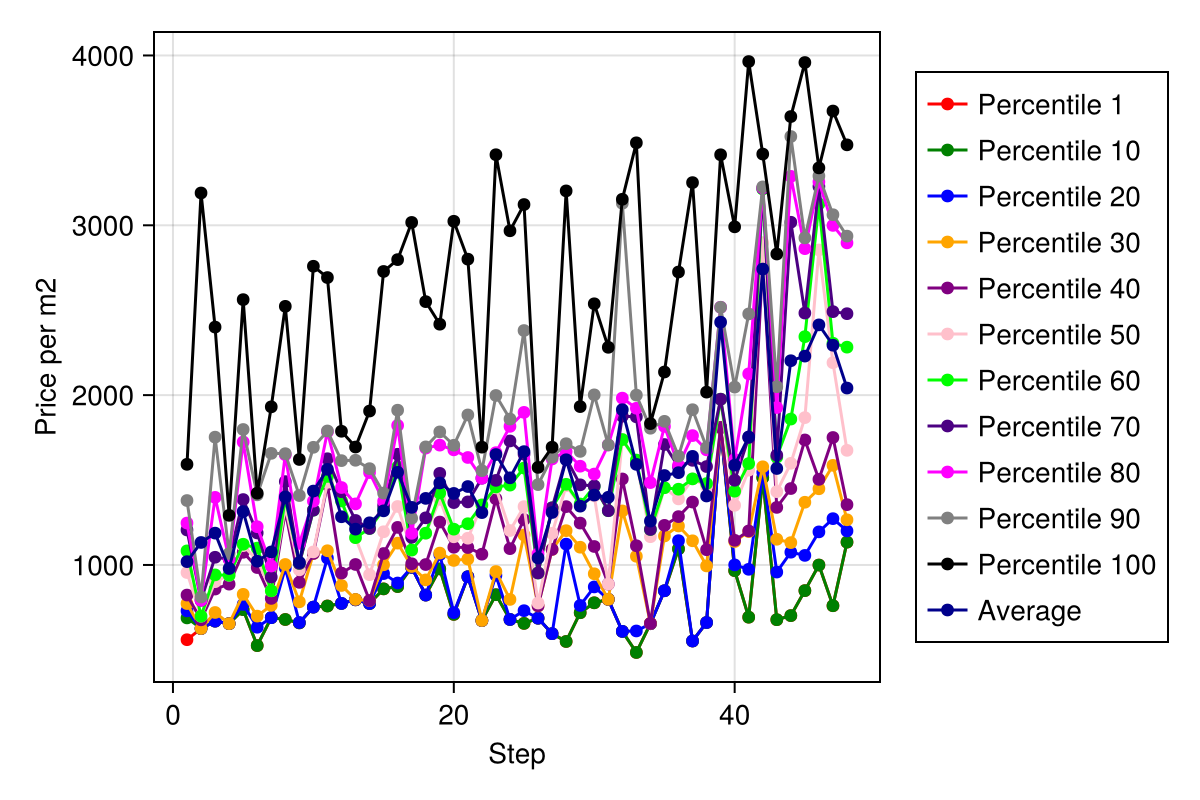 4000
3000
2000
1000
Price per m2
0
20
40
Step
Percentile 1
Percentile 10
Percentile 20
Percentile 30
Percentile 40
Percentile 50
Percentile 60
Percentile 70
Percentile 80
Percentile 90
Percentile 100
Average